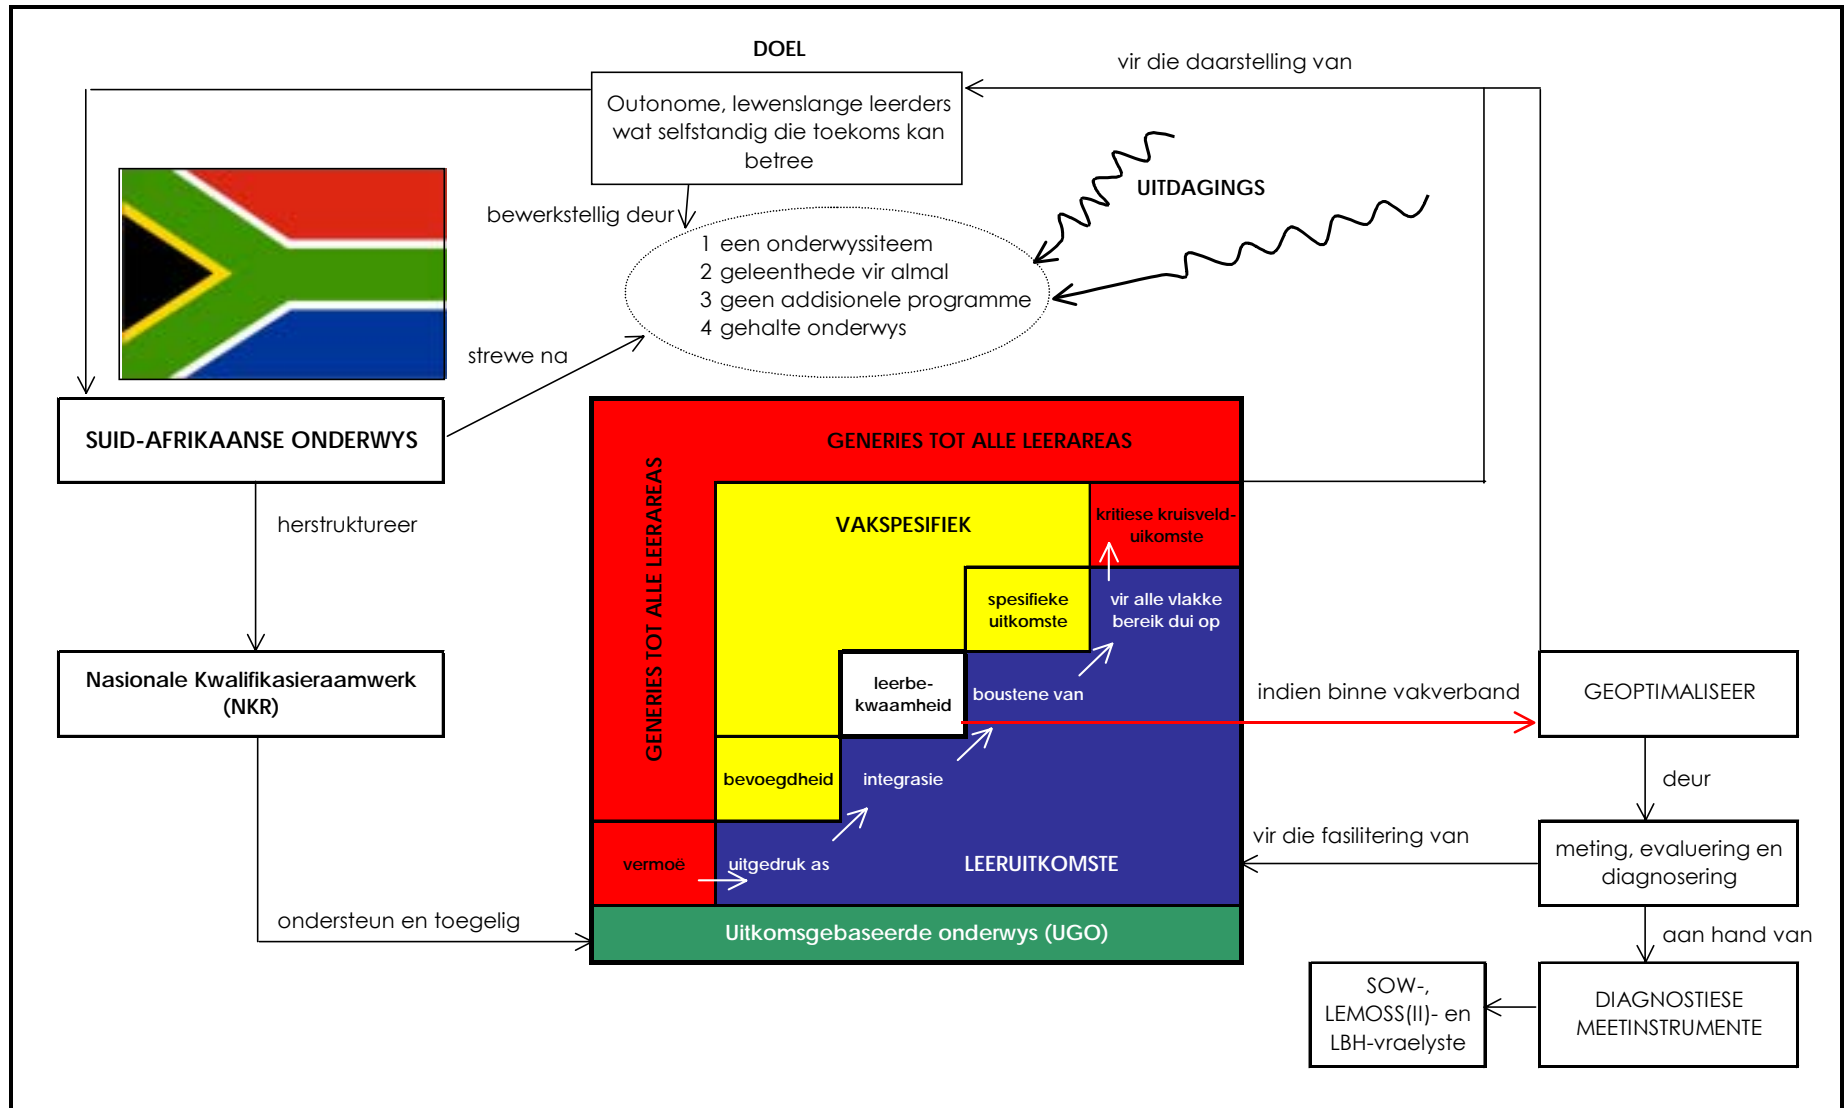 DOEL
vir die daarstelling van
Outonome, lewenslange leerders
wat selfstandig die toekoms kan
betree
UITDAGINGS
bewerkstellig deur
1 een onderwyssiteem
2 geleenthede vir almal
3 geen addisionele programme
4 gehalte onderwys
strewe na
SUID-AFRIKAANSE ONDERWYS
herstruktureer
Nasionale Kwalifikasieraamwerk
(NKR)
ondersteun en toegelig
GENERIES TOT ALLE LEERAREAS
GENERIES TOT ALLE LEERAREAS
VAKSPESIFIEK
kritiese kruisveld-
uikomste
spesifieke
uitkomste
vir alle vlakke
bereik dui op
leerbe-
kwaamheid
boustene van
bevoegdheid
integrasie
vermoë
uitgedruk as
LEERUITKOMSTE
Uitkomsgebaseerde onderwys (UGO)
indien binne vakverband
GEOPTIMALISEER
deur
vir die fasilitering van
meting, evaluering en
diagnosering
aan hand van
DIAGNOSTIESE
MEETINSTRUMENTE
SOW-,
LEMOSS(II)- en
LBH-vraelyste